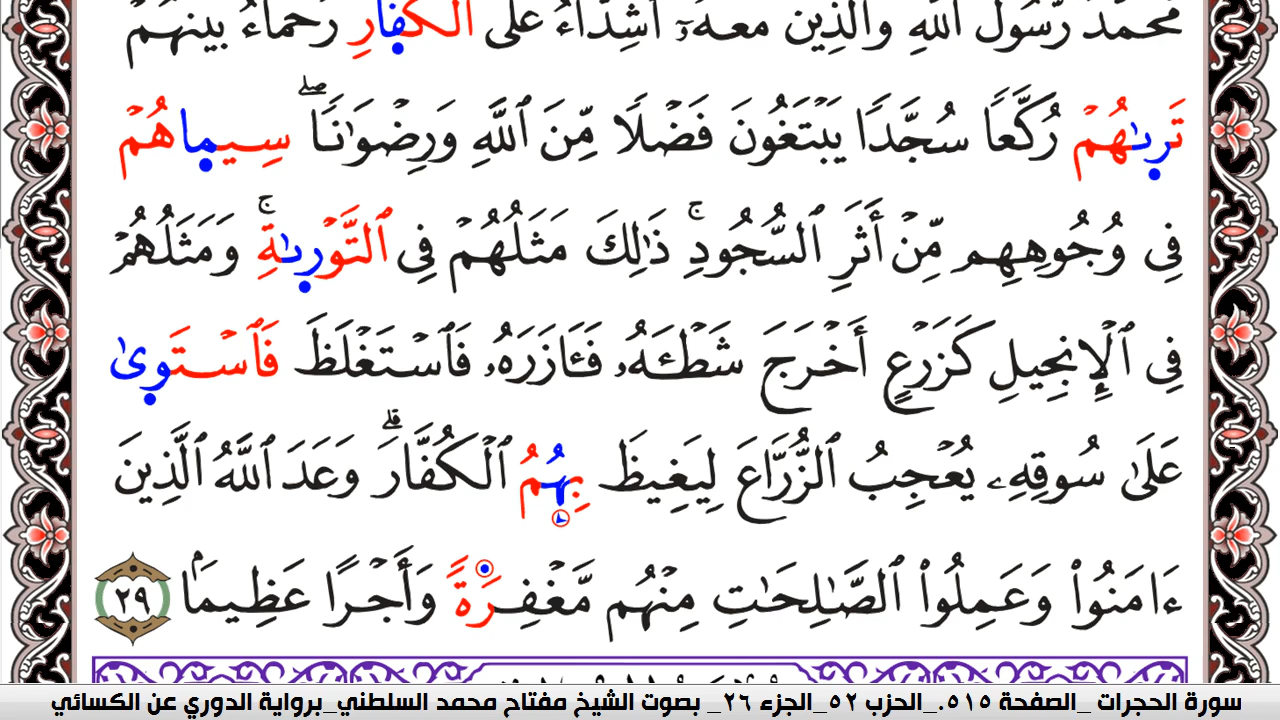 مُّحَمَّدٌ رَّسُولُ ٱللَّهِ وَٱلَّذِينَ مَعَهُۥٓ أَشِدَّآءُ عَلَى ٱلْكُفَّارِ رُحَمَآءُ بَيْنَهُمْ
تَرَىٰهُمْ رُكَّعًا سُجَّدًا يَبْتَغُونَ فَضْلًا مِّنَ ٱللَّهِ وَرِضْوَٰنًا ۖ سِيمَاهُمْ
فِى وُجُوهِهِم مِّنْ أَثَرِ ٱلسُّجُودِ ۚ ذَٰلِكَ مَثَلُهُمْ فِى ٱلتَّوْرَىٰةِ ۚ وَمَثَلُهُمْ
فِى ٱلْإِنجِيلِ كَزَرْعٍ أَخْرَجَ شَطْـَٔهُۥ فَـَٔازَرَهُۥ فَٱسْتَغْلَظَ فَٱسْتَوَىٰ
عَلَىٰ سُوقِهِۦ يُعْجِبُ ٱلزُّرَّاعَ لِيَغِيظَ بِهُمُ ٱلْكُفَّارَ ۗ وَعَدَ ٱللَّهُ ٱلَّذِينَ
ءَامَنُوا۟ وَعَمِلُوا۟ ٱلصَّٰلِحَٰتِ مِنْهُم مَّغْفِرَةً وَأَجْرًا عَظِيمًۢا ٢٩
سورة الحجرات _الصفحة ٥١٥._الحزب ٥٢_الجزء ٢٦_ بصوت الشيخ مفتاح محمد السلطني_برواية الدوري عن الكسائي